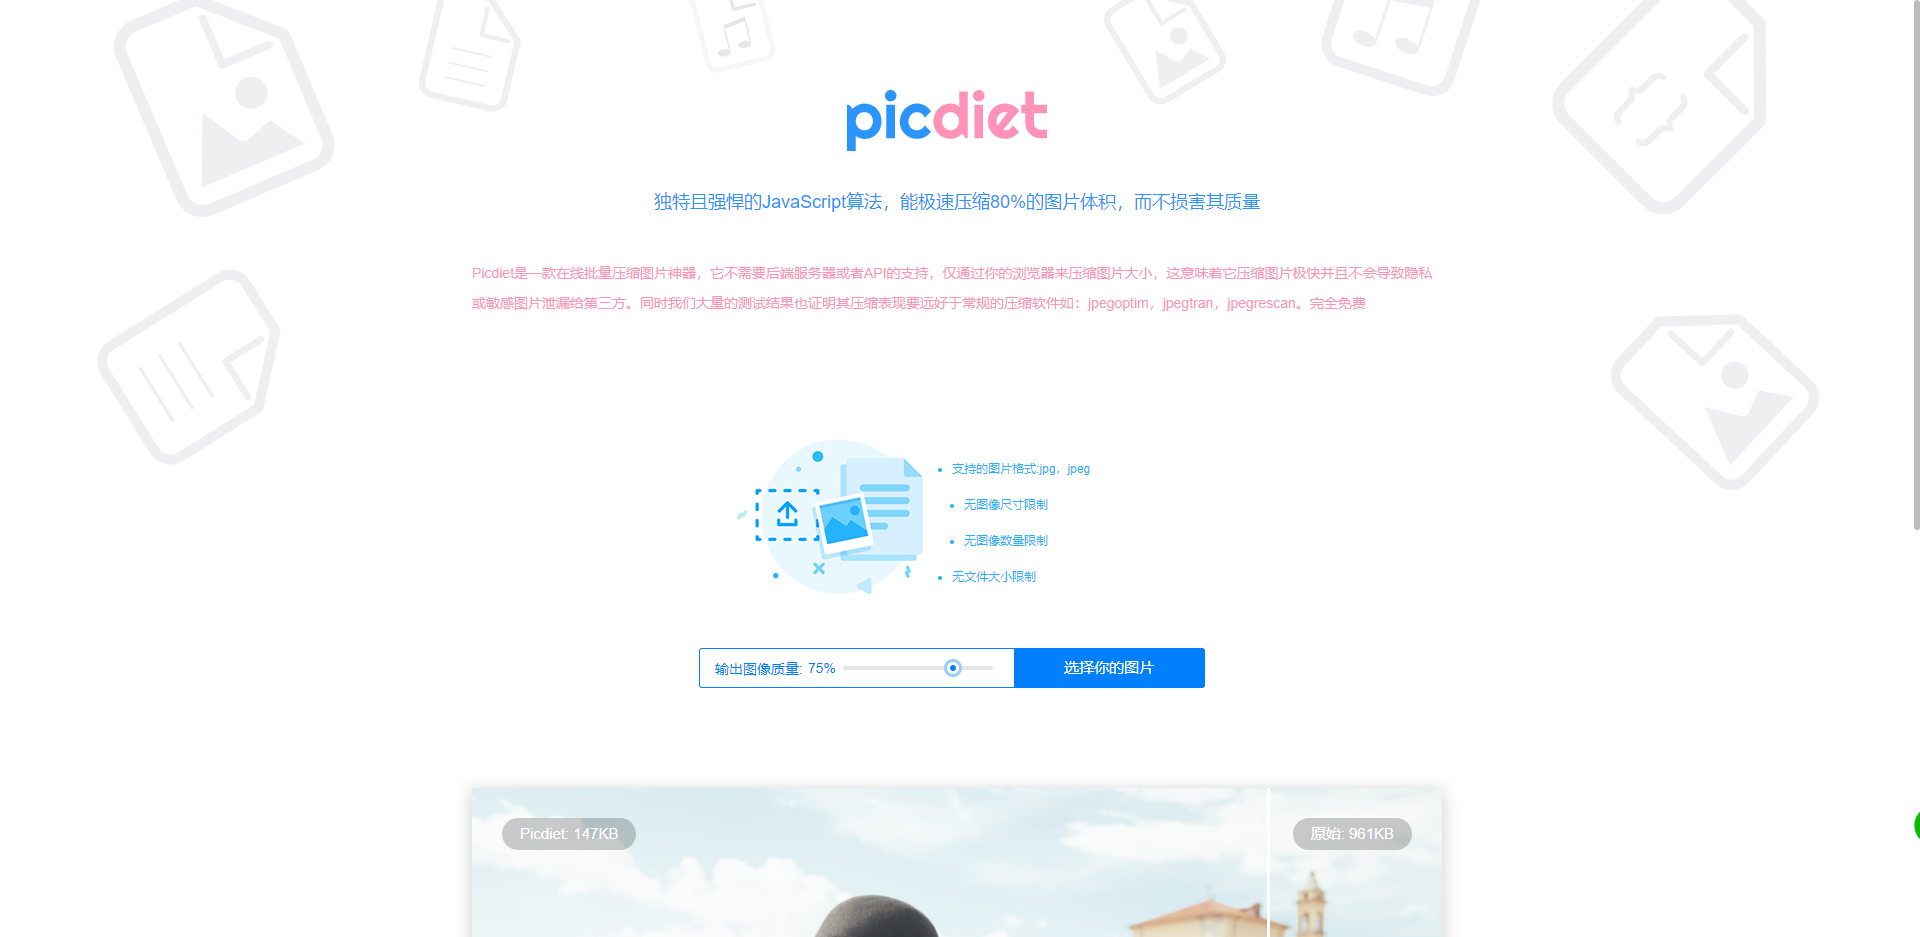 picdiet
独特且强悍的JavaScript算法，能极速压缩80%的图片体积，而不损害其质量
Picdiet是一款在线批量压缩图片神器，它不需要后端服务器或者API的支持，仅通过你的浏览器来压缩图片大小，这意味着它压缩图片极快并且不会导致隐私
或敏感图片泄漏给第三方。同时我们大量的测试结果也证明其压缩表现要远好于常规的压缩软件如：jpegoptim，jpegtran，jpegrescan。完全免费
支持的图片格式:jpg，jpeg
无图像尺寸限制
无图像数量限制
无文件大小限制
输出图像质量: 75%
选择你的图片
Picdiet: 147KB
原始: 961KB